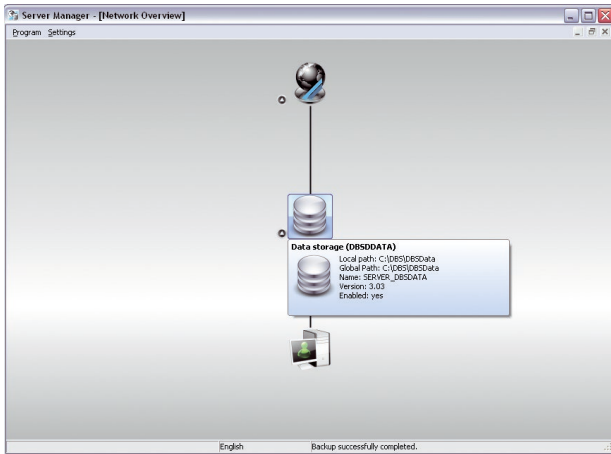 Server Manager - [Network Overview]
Program Settings
Data storage (DBSDDATA)
Local path: C:\DBS\DBSData
Global Path: C:\DBS\DBSData
Name: SERVER_DBSDATA
Version: 3.03
Enabled: yes
English Backup successfully completed.